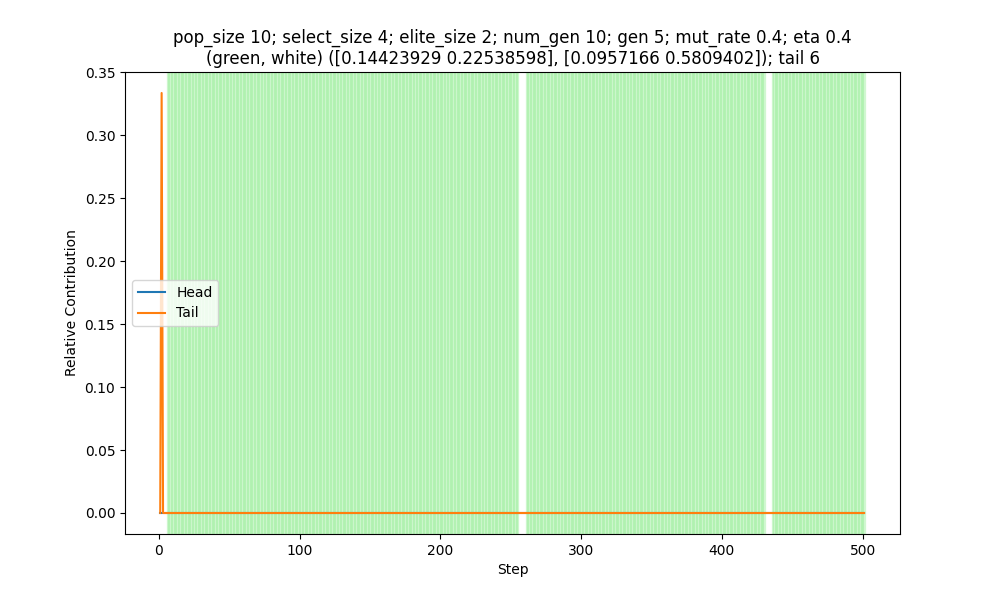 pop_size 10; select_size 4; elite_size 2; num_gen 10; gen 5; mut_rate 0.4; eta 0.4
(green, white) ([0.14423929 0.22538598], [0.0957166 0.5809402]); tail 6
0.35
0.30
0.25
0.20
0.15
0.10
0.05
0.00
Relative Contribution
Head
Tail
0
100
200
300
400
500
Step